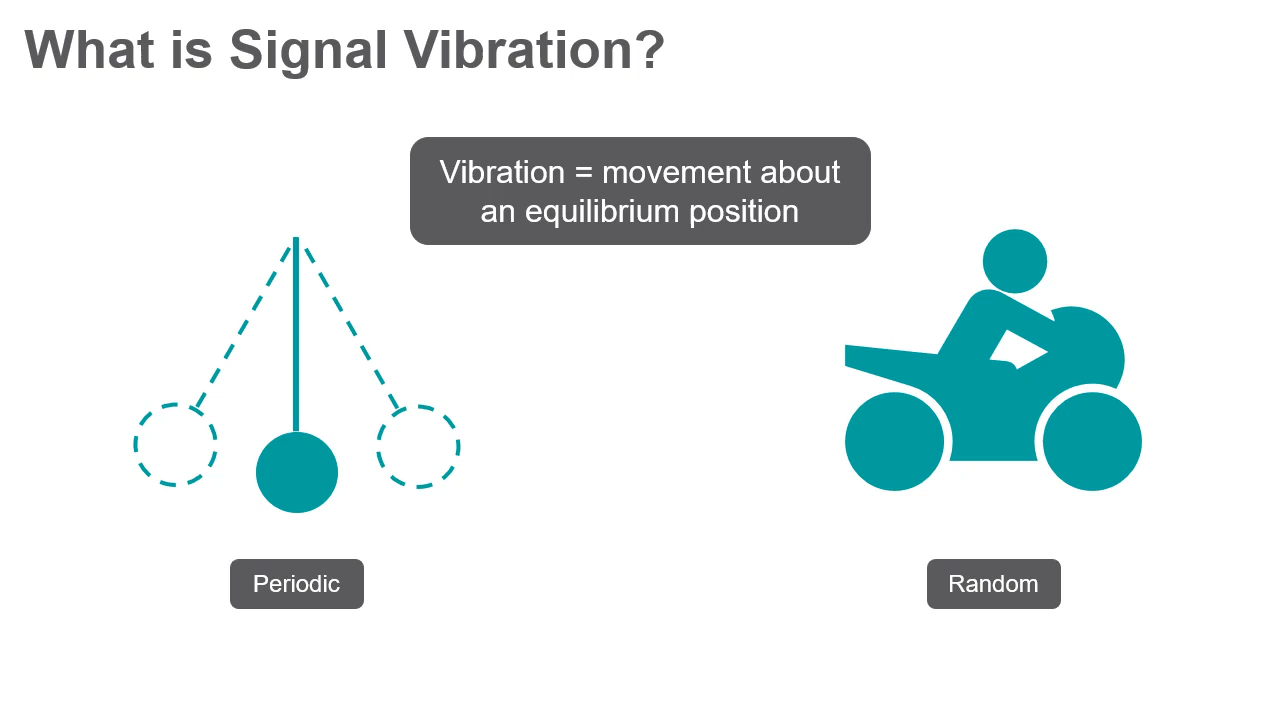 What is Signal Vibration?
Vibration = movement about
an equilibrium position
Periodic
Random